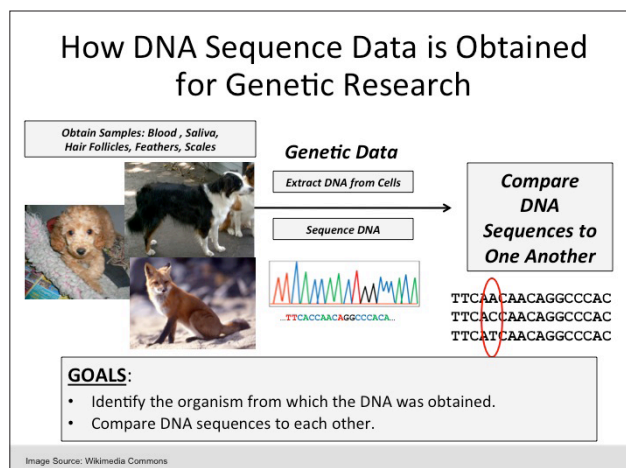 How DNA Sequence Data is Obtained
for Genetic Research
Obtain Samples: Blood , Saliva,
Hair Follicles, Feathers, Scales
Genetic Data
Extract DNA from Cells
Sequence DNA
…TTCACCAACAGGCCCACA…
Compare
DNA
Sequences to
One Another
TTCAACAACAGGCCCAC
TTCACCAACAGGCCCAC
TTCATCAACAGGCCCAC
GOALS:
• Identify the organism from which the DNA was obtained.
• Compare DNA sequences to each other.
Image Source: Wikimedia Commons